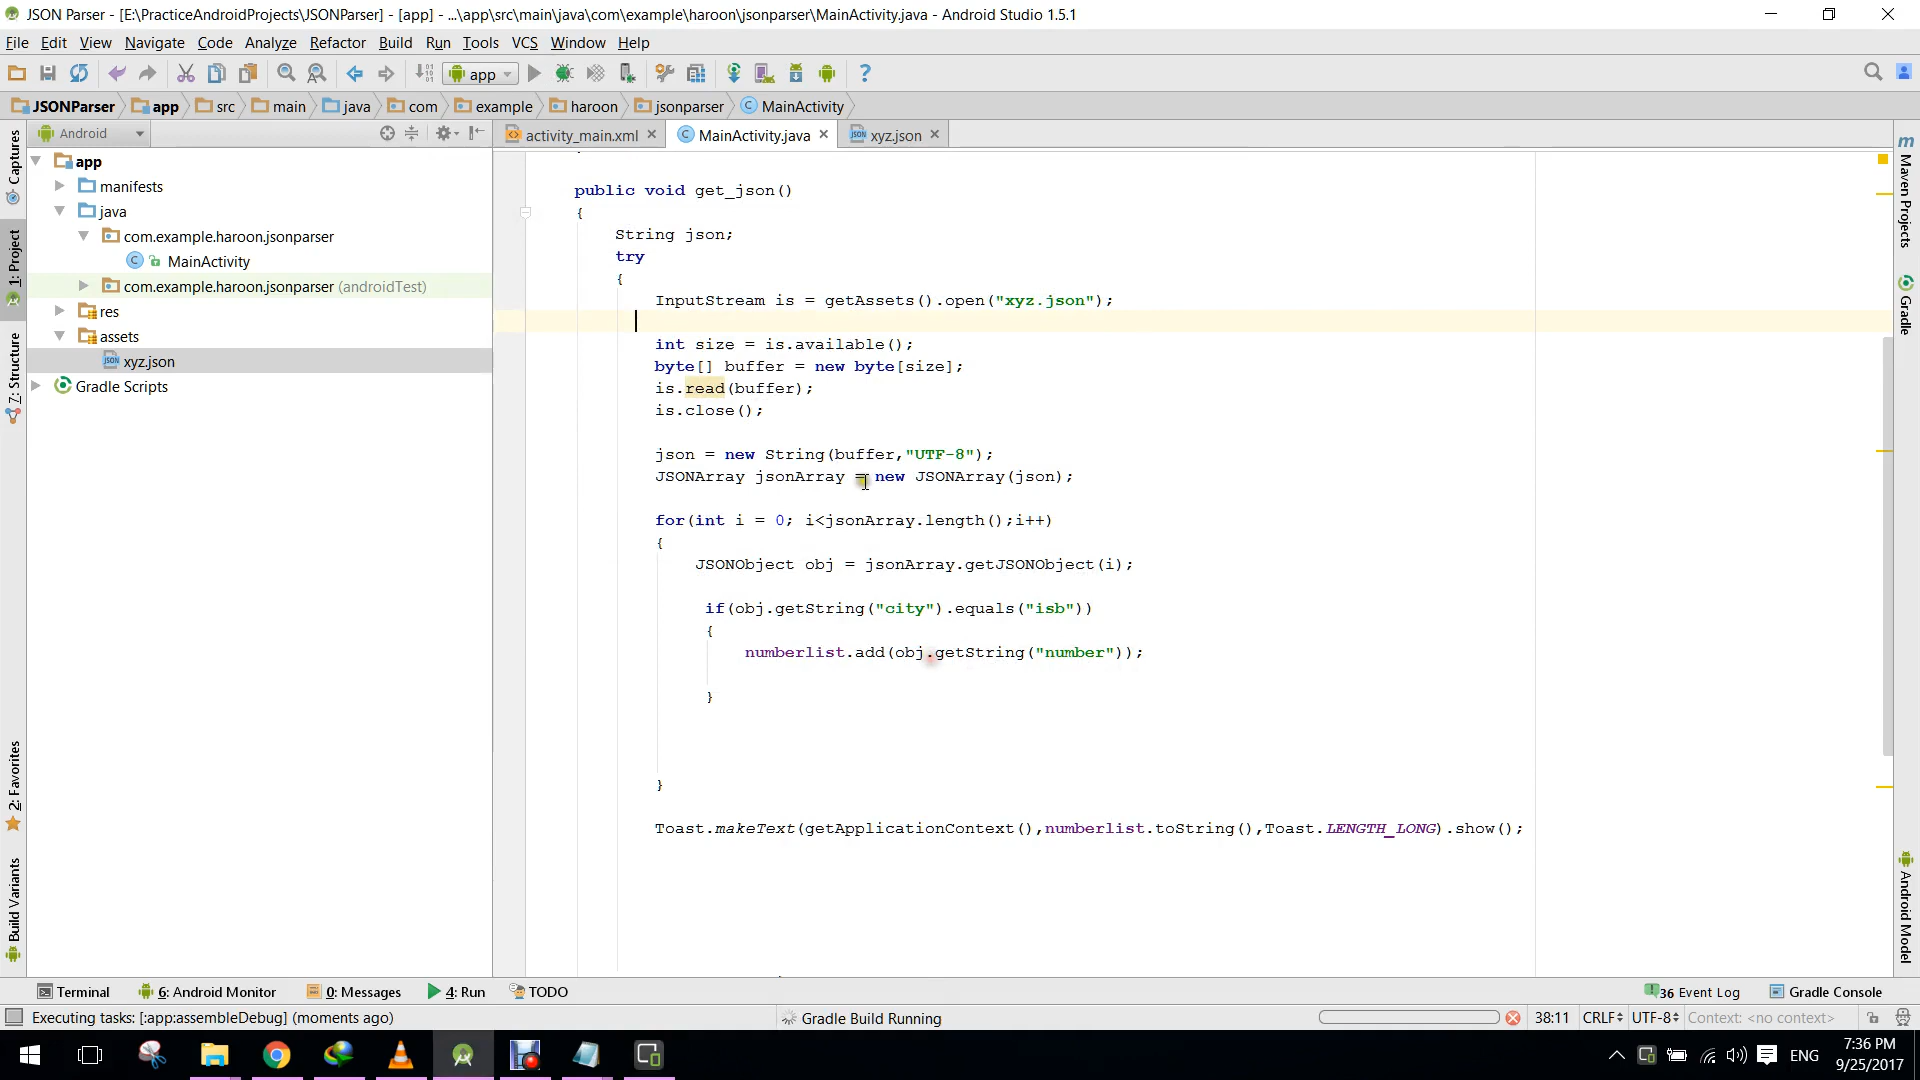 JSON Parser - [E:\PracticeAndroidProjects\JSONParser] - [app] - ...\app\src\main\java\com\example\haroon\jsonparser\MainActivity.java - Android Studio 1.5.1
File Edit View Navigate Code Analyze Refactor Build Run Tools VCS Window Help
app
JSONParser app src main java com example haroon jsonparser MainActivity
Android
activity_main.xml MainActivity.java xyz.json
app
manifests
java
com.example.haroon.jsonparser
MainActivity
com.example.haroon.jsonparser (androidTest)
res
assets
xyz.json
Gradle Scripts
Captures
1: Project
7: Structure
2: Favorites
Build Variants
public void get_json()
{
String json;
try
{
InputStream is = getAssets().open("xyz.json");
int size = is.available();
byte[] buffer = new byte[size];
is.read(buffer);
is.close();
json = new String(buffer,"UTF-8");
JSONArray jsonArray = new JSONArray(json);
for(int i = 0; i<jsonArray.length();i++)
{
JSONObject obj = jsonArray.getJSONObject(i);
if(obj.getString("city").equals("isb"))
{
numberlist.add(obj.getString("number"));
}
}
Toast.makeText(getApplicationContext(),numberlist.toString(),Toast.LENGTH_LONG).show();
m Maven Projects
Gradle
Android Model
Terminal 6: Android Monitor 0: Messages 4: Run TODO 36 Event Log Gradle Console
Executing tasks: [:app:assembleDebug] (moments ago) Gradle Build Running 38:11 CRLF UTF-8 Context: <no context>
ENG
7:36 PM
9/25/2017